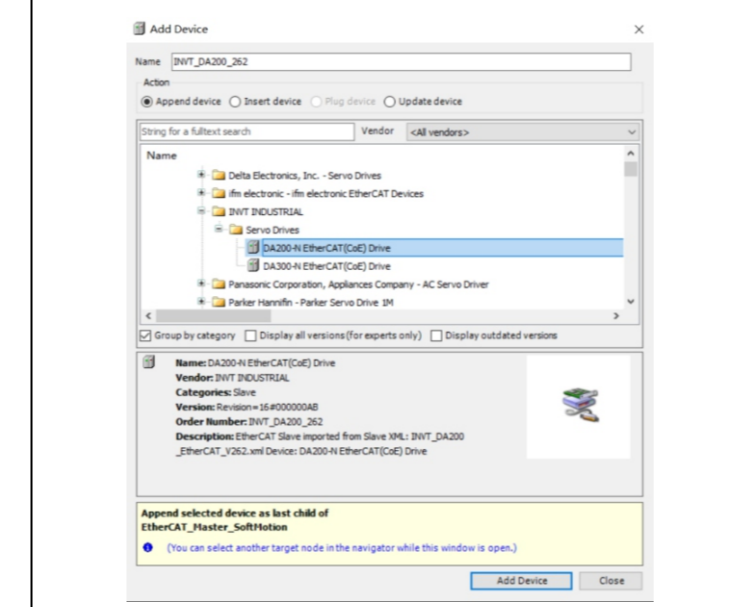 Add Device
Name INVT_DA200_262
Action
Append device Insert device Plug device Update device
String for a fulltext search Vendor <All vendors>
Name
Delta Electronics, Inc. - Servo Drives
ifm electronic - ifm electronic EtherCAT Devices
INVT INDUSTRIAL
Servo Drives
DA200-N EtherCAT(CoE) Drive
DA300-N EtherCAT(CoE) Drive
Panasonic Corporation, Appliances Company - AC Servo Driver
Parker Hannifin - Parker Servo Drive 1M
Group by category Display all versions(for experts only) Display outdated versions
Name: DA200-N EtherCAT(CoE) Drive
Vendor: INVT INDUSTRIAL
Categories: Slave
Version: Revision=16#000000AB
Order Number: INVT_DA200_262
Description: EtherCAT Slave imported from Slave XML: INVT_DA200
_EtherCAT_V262.xml Device: DA200-N EtherCAT(CoE) Drive
Append selected device as last child of
EtherCAT_Master_SoftMotion
(You can select another target node in the navigator while this window is open.)
Add Device Close